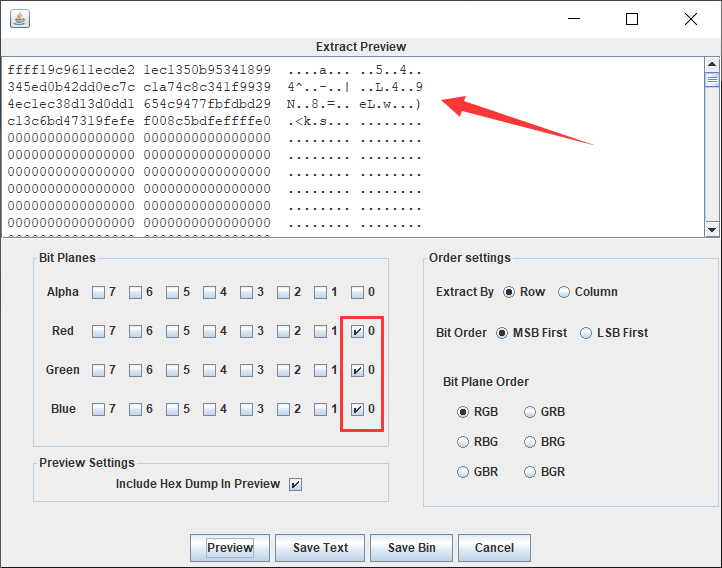 Extract Preview
ffff19c9611ecde2 1ec1350b95341899 ....a... ..5..4..
345ed0b42dd0ec7c c1a74c8c341f9939 4^..-..| ..L.4..9
4ec1ec38d13d0dd1 654c9477fbfdbd29 N..8.=.. eL.w...)
c13c6bd47319fefe f008c5bdfeffffe0 .<k.s... ........
0000000000000000 0000000000000000 ........ ........
0000000000000000 0000000000000000 ........ ........
0000000000000000 0000000000000000 ........ ........
0000000000000000 0000000000000000 ........ ........
0000000000000000 0000000000000000 ........ ........
0000000000000000 0000000000000000 ........ ........
Bit Planes
Alpha 7 6 5 4 3 2 1 0
Red 7 6 5 4 3 2 1 0
Green 7 6 5 4 3 2 1 0
Blue 7 6 5 4 3 2 1 0
Preview Settings
Include Hex Dump In Preview
Order settings
Extract By Row Column
Bit Order MSB First LSB First
Bit Plane Order
RGB GRB
RBG BRG
GBR BGR
Preview Save Text Save Bin Cancel